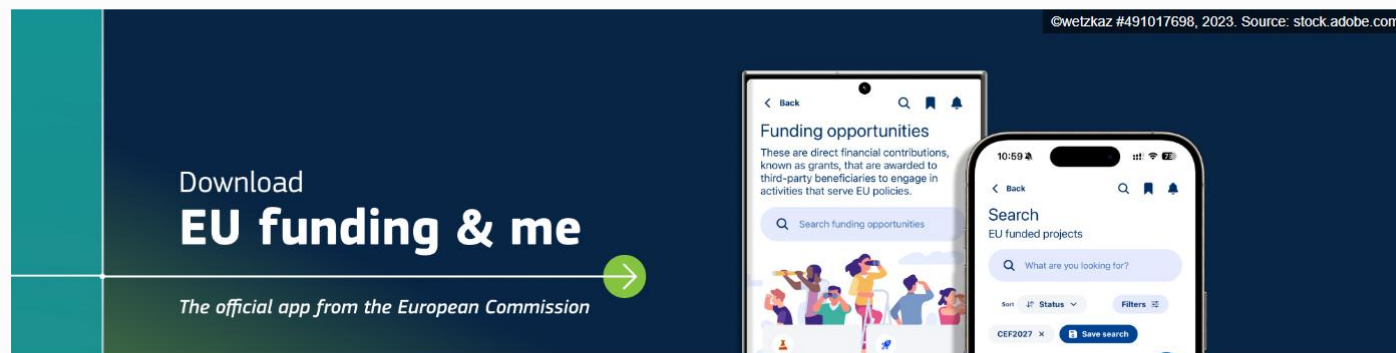 ©wetzkaz #491017698, 2023. Source: stock.adobe.com
Download
EU funding & me
The official app from the European Commission
Back
Funding opportunities
These are direct financial contributions,
known as grants, that are awarded to
third-party beneficiaries to engage in
activities that serve EU policies.
Search funding opportunities
10:59
Back
Search
EU funded projects
What are you looking for?
Sort Status Filters
CEF2027 × Save search